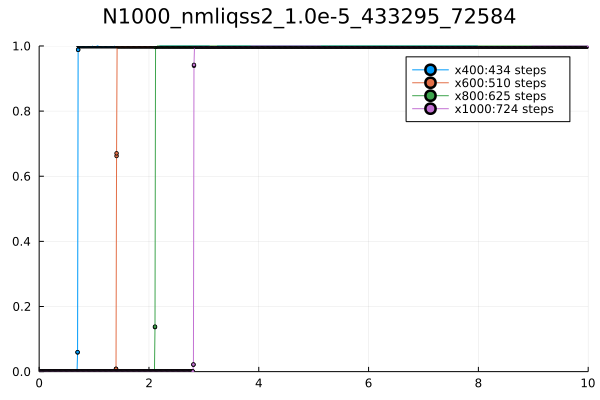 N1000_nmliqss2_1.0e-5_433295_72584
1.0
x400:434 steps
x600:510 steps
x800:625 steps
x1000:724 steps
0.8
0.6
0.4
0.2
0.0
0 2 4 6 8 10